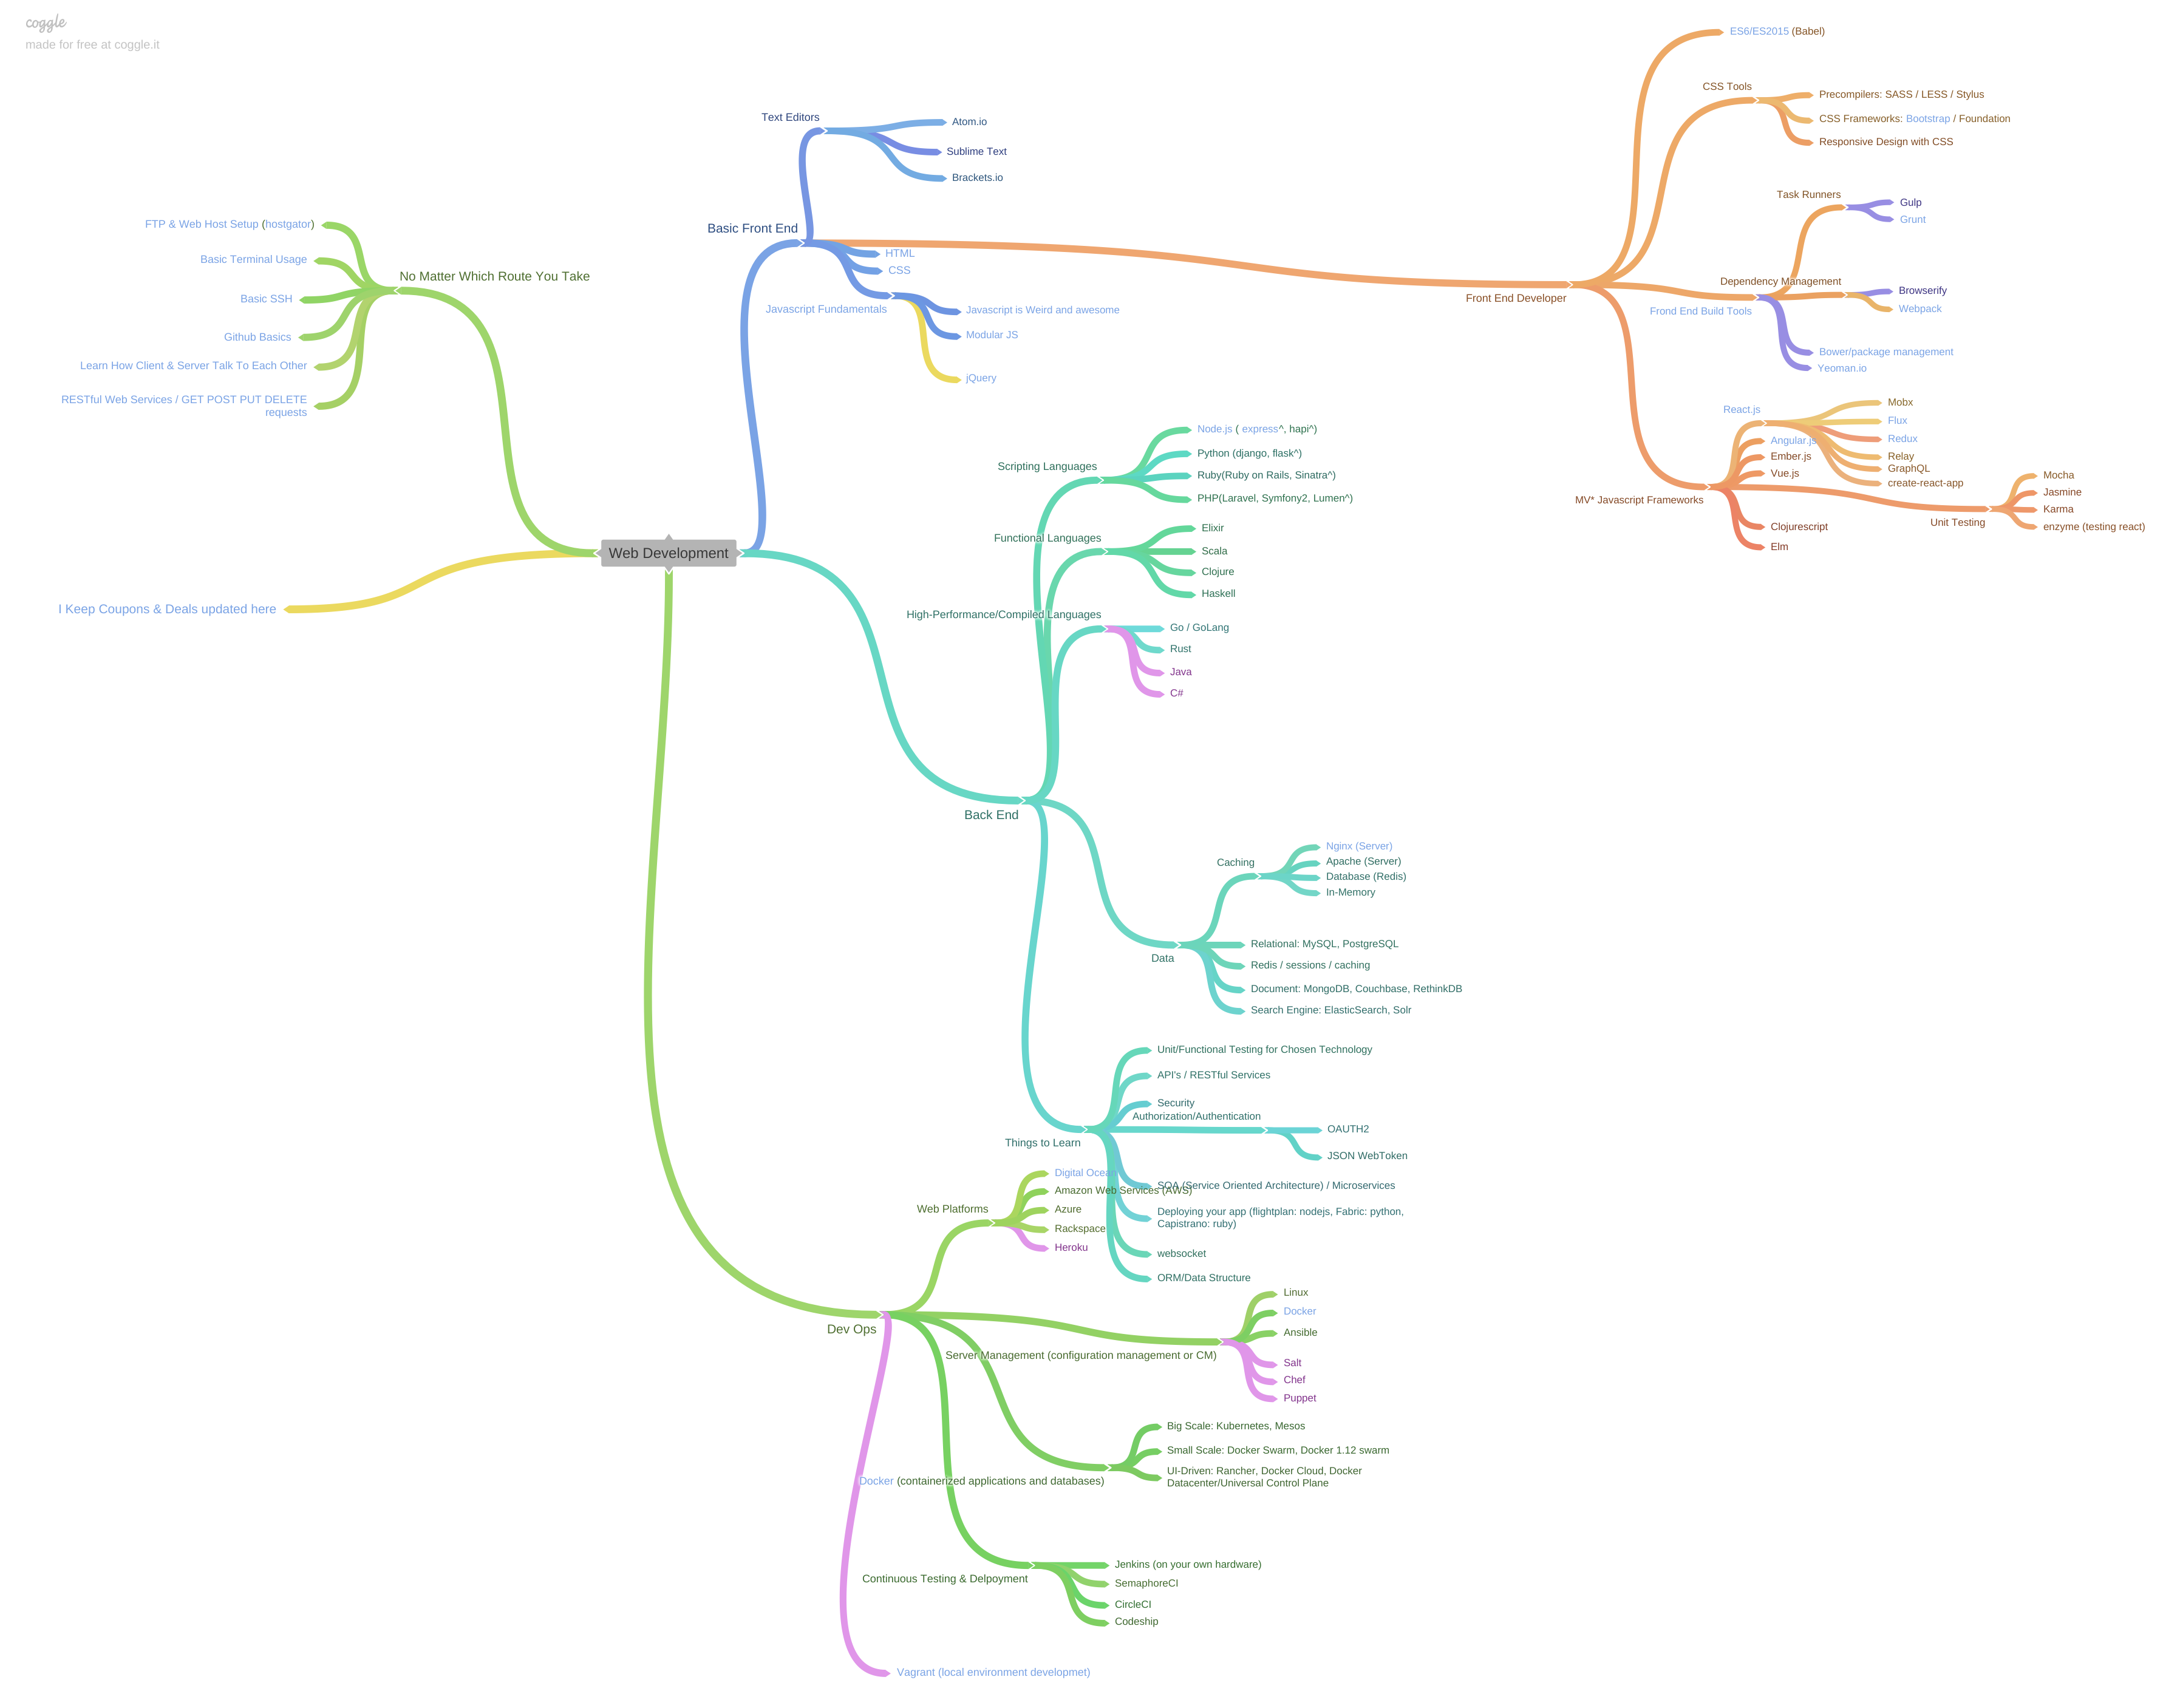 coggle
made for free at coggle.it
Web Development
No Matter Which Route You Take
FTP & Web Host Setup (hostgator)
Basic Terminal Usage
Basic SSH
Github Basics
Learn How Client & Server Talk To Each Other
RESTful Web Services / GET POST PUT DELETE
requests
I Keep Coupons & Deals updated here
Basic Front End
Text Editors
Atom.io
Sublime Text
Brackets.io
HTML
CSS
Javascript Fundamentals
Javascript is Weird and awesome
Modular JS
jQuery
Front End Developer
ES6/ES2015 (Babel)
CSS Tools
Precompilers: SASS / LESS / Stylus
CSS Frameworks: Bootstrap / Foundation
Responsive Design with CSS
Frond End Build Tools
Task Runners
Gulp
Grunt
Dependency Management
Browserify
Webpack
Bower/package management
Yeoman.io
MV* Javascript Frameworks
React.js
Mobx
Flux
Redux
Relay
GraphQL
create-react-app
Angular.js
Ember.js
Vue.js
Unit Testing
Mocha
Jasmine
Karma
enzyme (testing react)
Clojurescript
Elm
Back End
Scripting Languages
Node.js ( express^, hapi^)
Python (django, flask^)
Ruby(Ruby on Rails, Sinatra^)
PHP(Laravel, Symfony2, Lumen^)
Functional Languages
Elixir
Scala
Clojure
Haskell
High-Performance/Compiled Languages
Go / GoLang
Rust
Java
C#
Data
Caching
Nginx (Server)
Apache (Server)
Database (Redis)
In-Memory
Relational: MySQL, PostgreSQL
Redis / sessions / caching
Document: MongoDB, Couchbase, RethinkDB
Search Engine: ElasticSearch, Solr
Things to Learn
Unit/Functional Testing for Chosen Technology
API's / RESTful Services
Security
Authorization/Authentication
OAUTH2
JSON WebToken
SOA (Service Oriented Architecture) / Microservices
Deploying your app (flightplan: nodejs, Fabric: python,
Capistrano: ruby)
websocket
ORM/Data Structure
Dev Ops
Web Platforms
Digital Ocean
Amazon Web Services (AWS)
Azure
Rackspace
Heroku
Server Management (configuration management or CM)
Linux
Docker
Ansible
Salt
Chef
Puppet
Docker (containerized applications and databases)
Big Scale: Kubernetes, Mesos
Small Scale: Docker Swarm, Docker 1.12 swarm
UI-Driven: Rancher, Docker Cloud, Docker
Datacenter/Universal Control Plane
Continuous Testing & Delpoyment
Jenkins (on your own hardware)
SemaphoreCI
CircleCI
Codeship
Vagrant (local environment developmet)